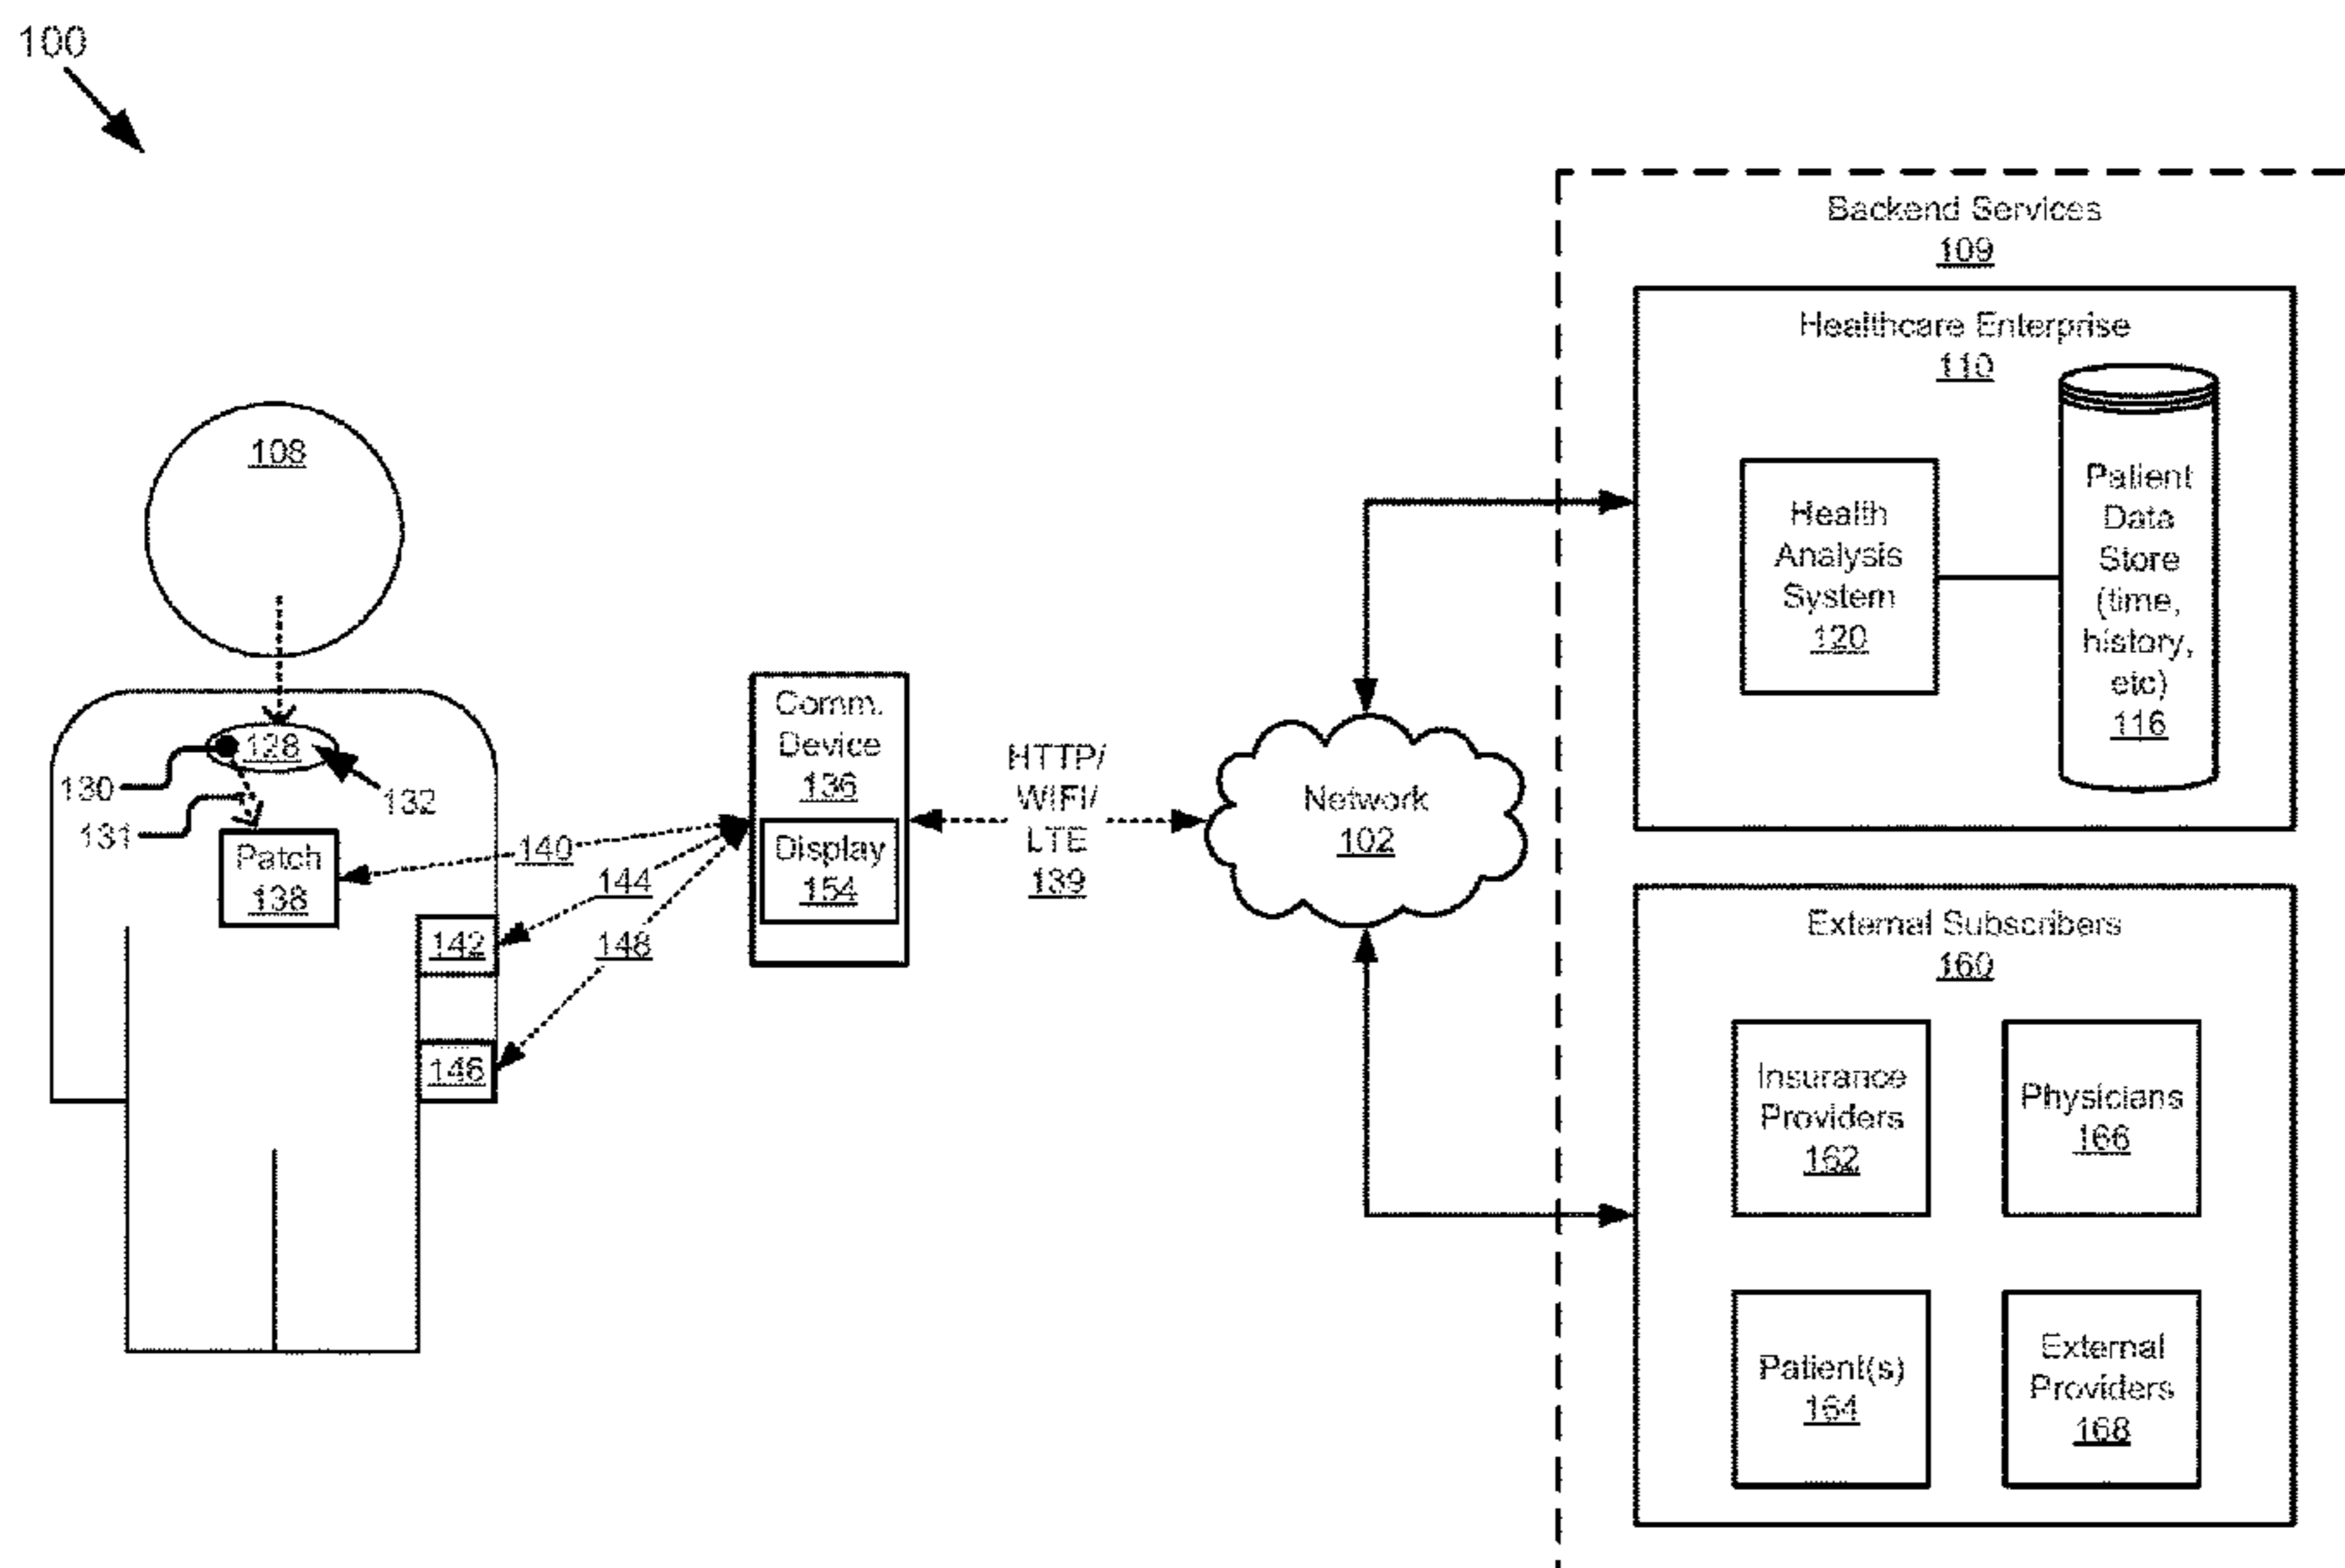 100
Backend Services
109
Healthcare Enterprise
110
Health
Analysis
System
120
Patient
Data
Store
(time,
history,
etc)
116
108
128
130
131
132
Patch
138
140
144
148
142
146
Comm.
Device
136
Display
154
HTTP/
WIFI/
LTE
139
Network
102
External Subscribers
160
Insurance
Providers
162
Physicians
166
Patient(s)
164
External
Providers
168